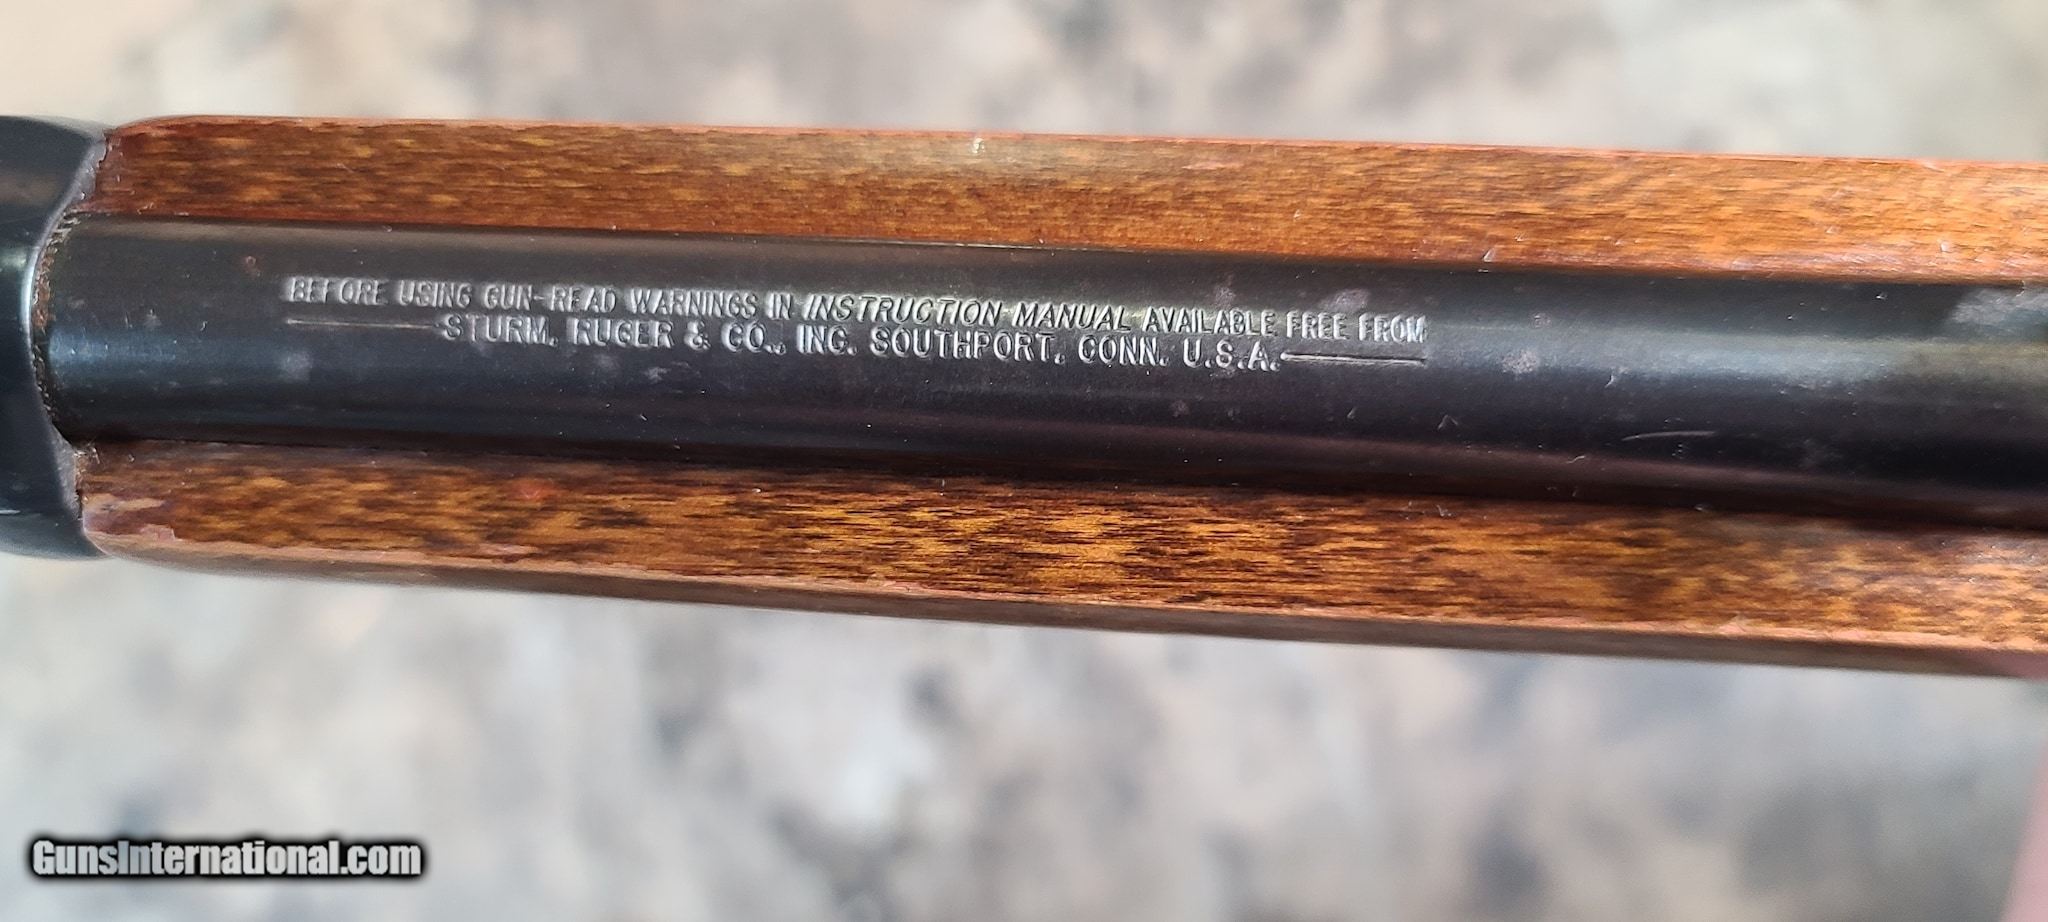 BEFORE USING GUN-READ WARNINGS IN INSTRUCTION MANUAL AVAILABLE FREE FROM
STURM, RUGER & CO., INC. SOUTHPORT, CONN. U.S.A.
GunsInternational.com